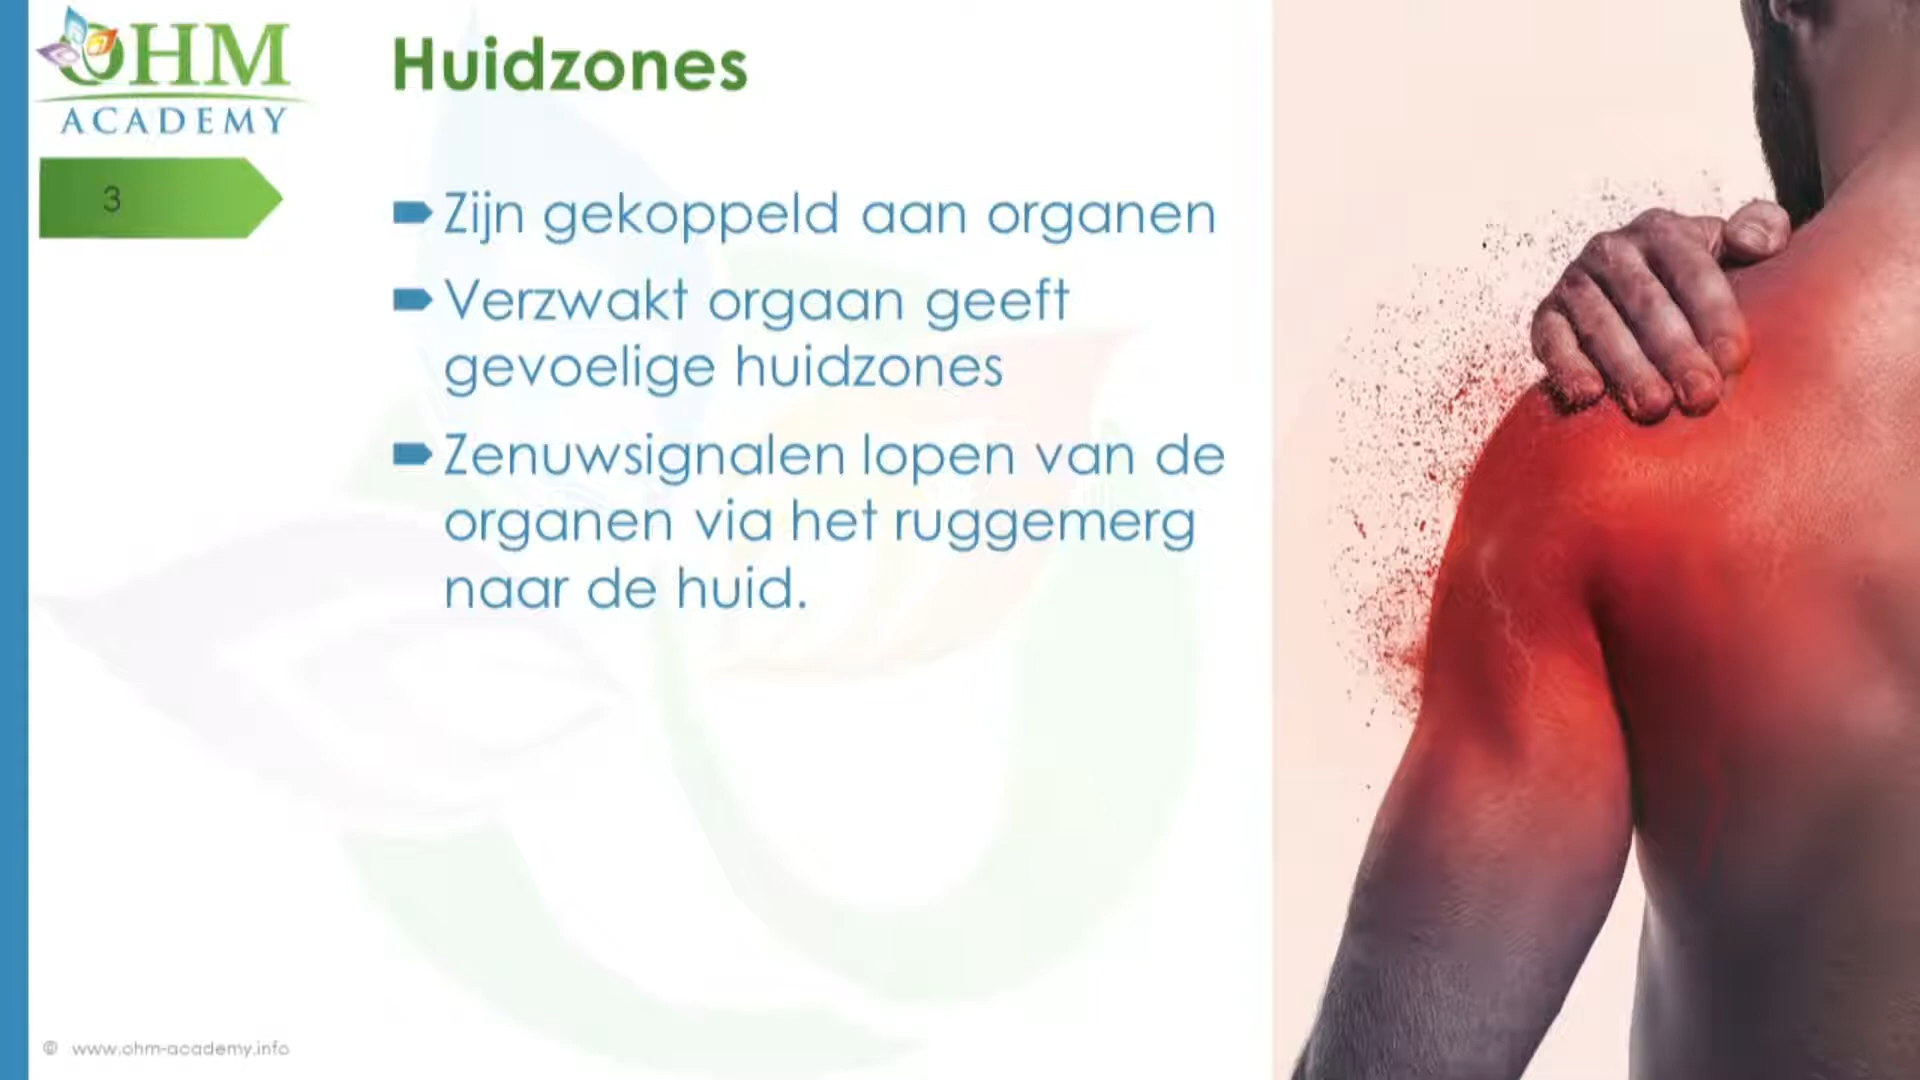 OHM
ACADEMY
3
Huidzones
Zijn gekoppeld aan organen
Verzwakt orgaan geeft
gevoelige huidzones
Zenuwsignalen lopen van de
organen via het ruggemerg
naar de huid.
© www.ohm-academy.info